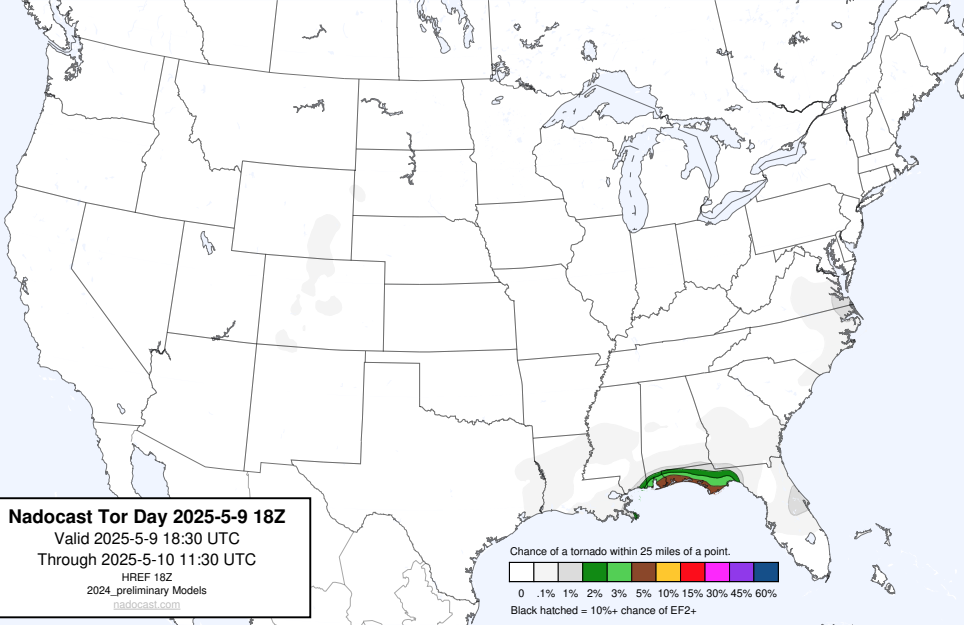 Nadocast Tor Day 2025-5-9 18Z
Valid 2025-5-9 18:30 UTC
Through 2025-5-10 11:30 UTC
HREF 18Z
2024_preliminary Models
nadocast.com
Chance of a tornado within 25 miles of a point.
0 .1% 1% 2% 3% 5% 10% 15% 30% 45% 60%
Black hatched = 10%+ chance of EF2+